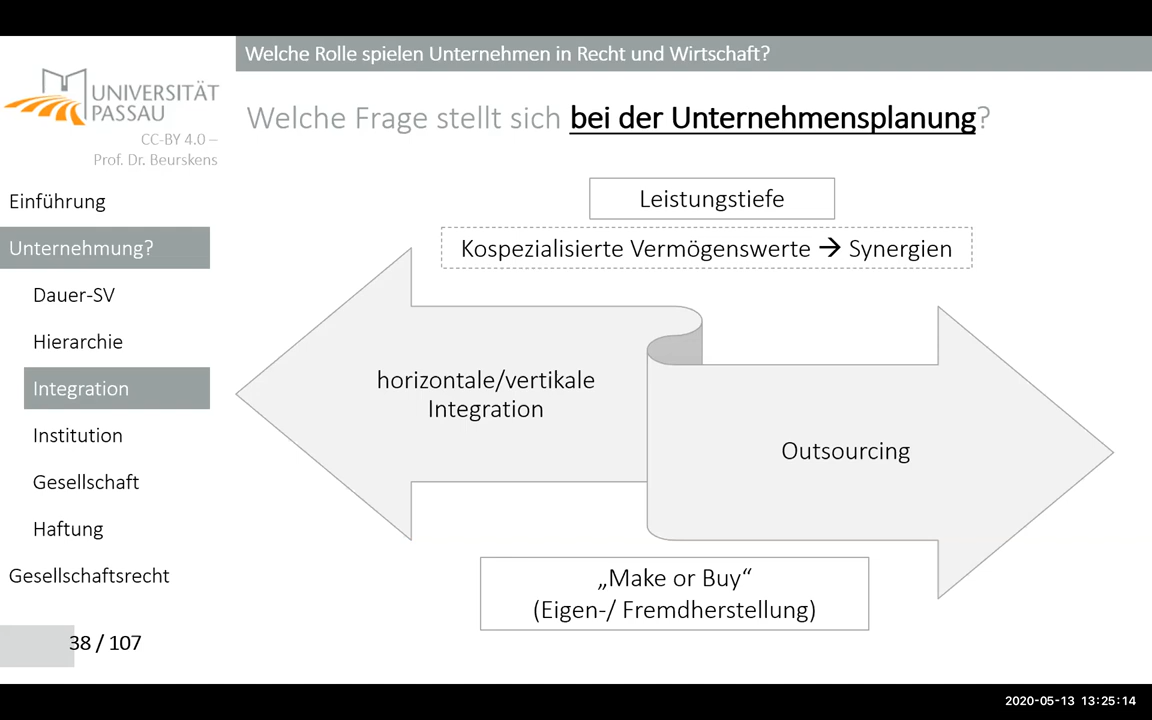 Welche Rolle spielen Unternehmen in Recht und Wirtschaft?
UNIVERSITÄT
PASSAU
CC-BY 4.0 –
Prof. Dr. Beurskens
Welche Frage stellt sich bei der Unternehmensplanung?
Einführung
Unternehmung?
Dauer-SV
Hierarchie
Integration
Institution
Gesellschaft
Haftung
Gesellschaftsrecht
38 / 107
Leistungstiefe
Kospezialisierte Vermögenswerte → Synergien
horizontale/vertikale
Integration
Outsourcing
„Make or Buy“
(Eigen-/ Fremdherstellung)
2020-05-13 13:25:14